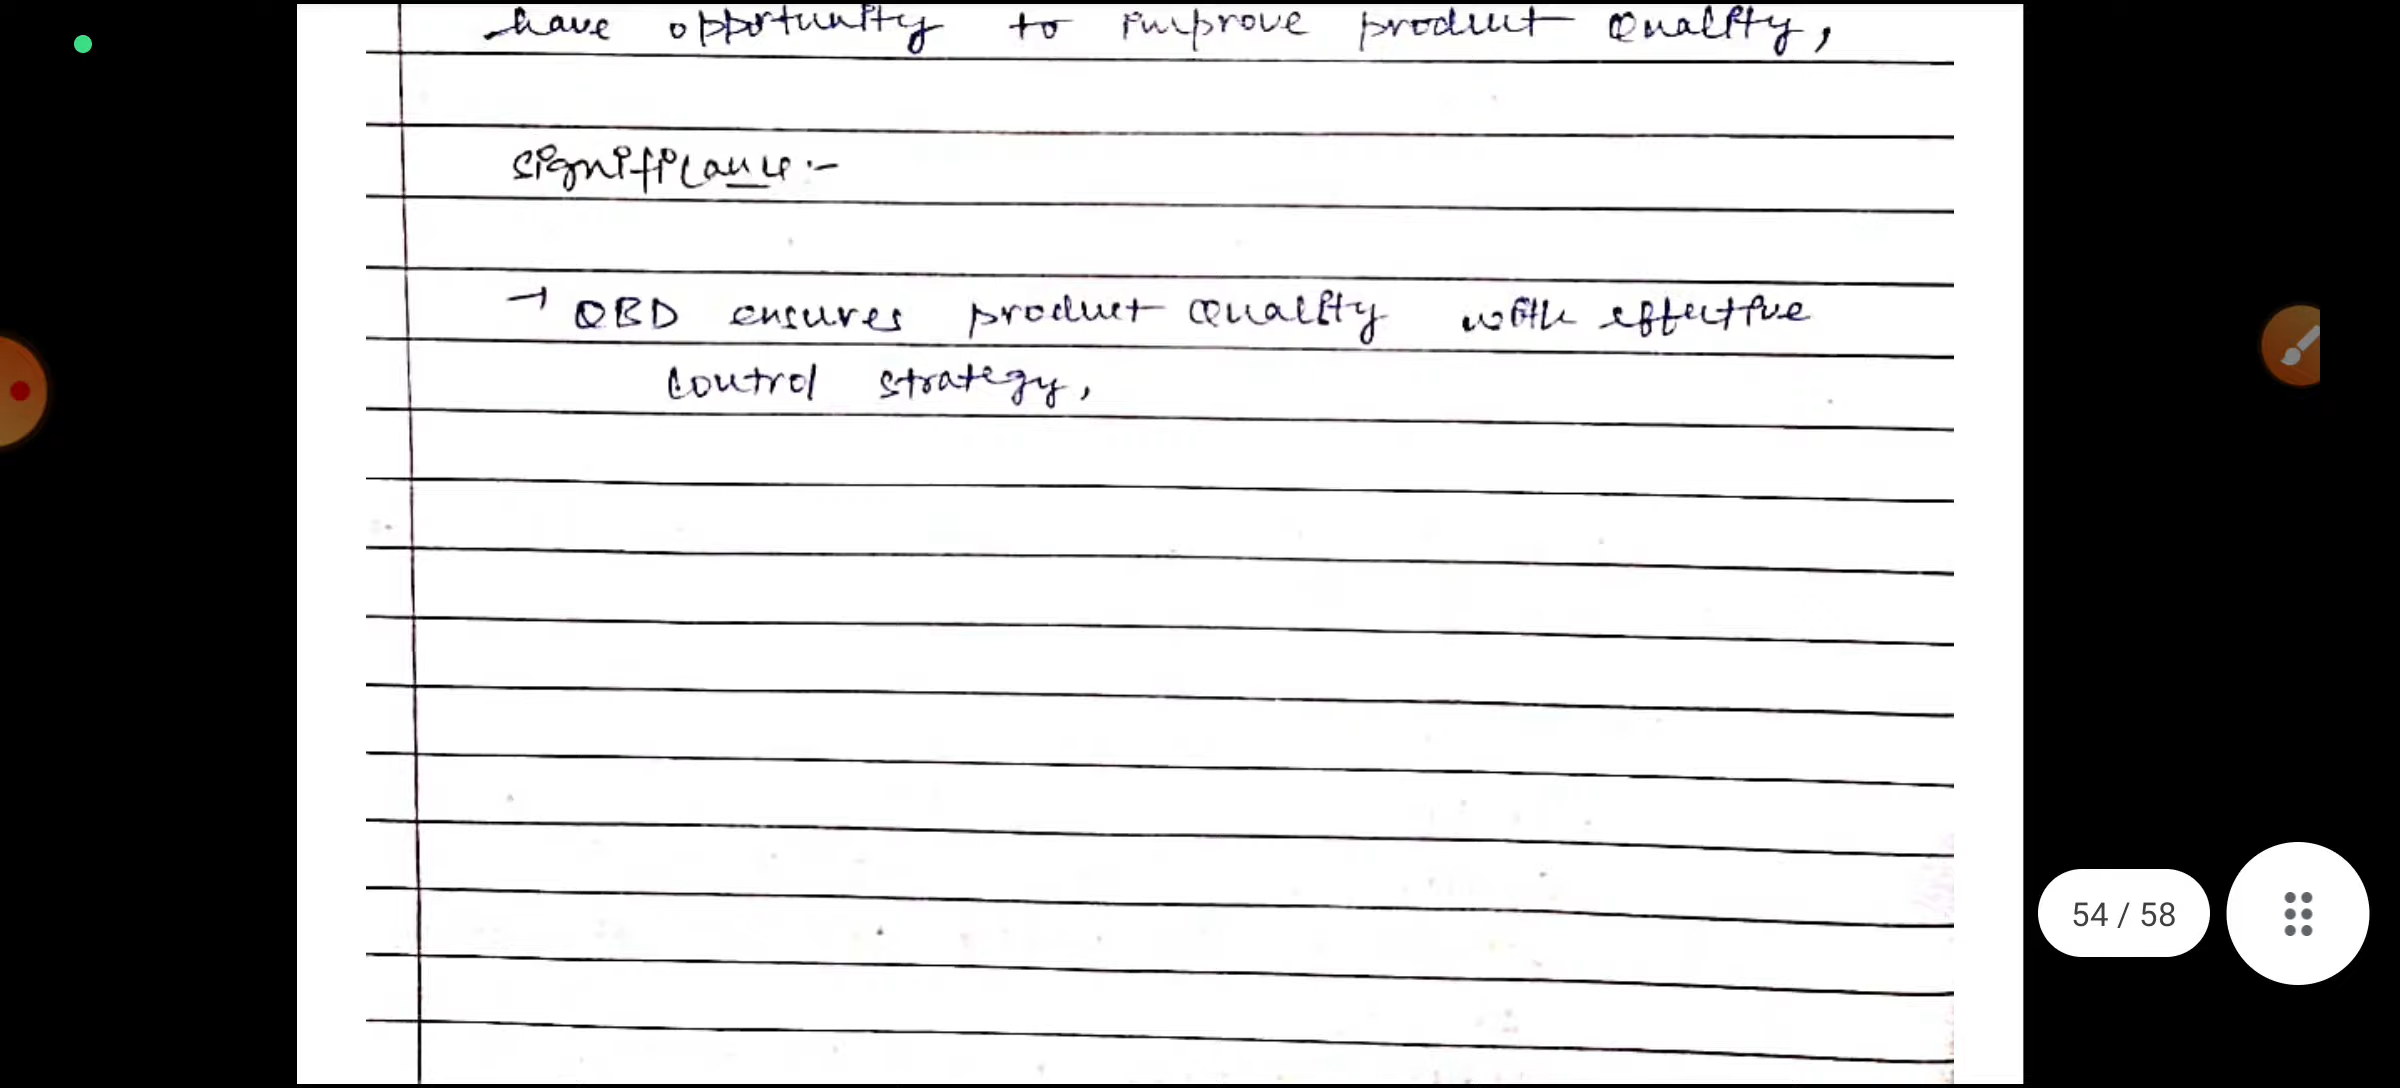 have opportunity to improve product Quality,
significance :-
→ QBD ensures product Quality with effective
control strategy,
54 / 58